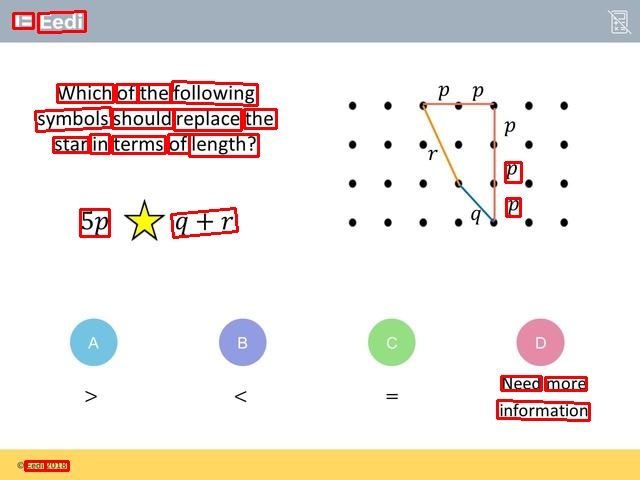 Eedi
Which of the following
symbols should replace the
star in terms of length?
5p
q + r
p
p
p
r
p
p
q
A
B
C
D
>
<
=
Need more
information
© Eedi 2018